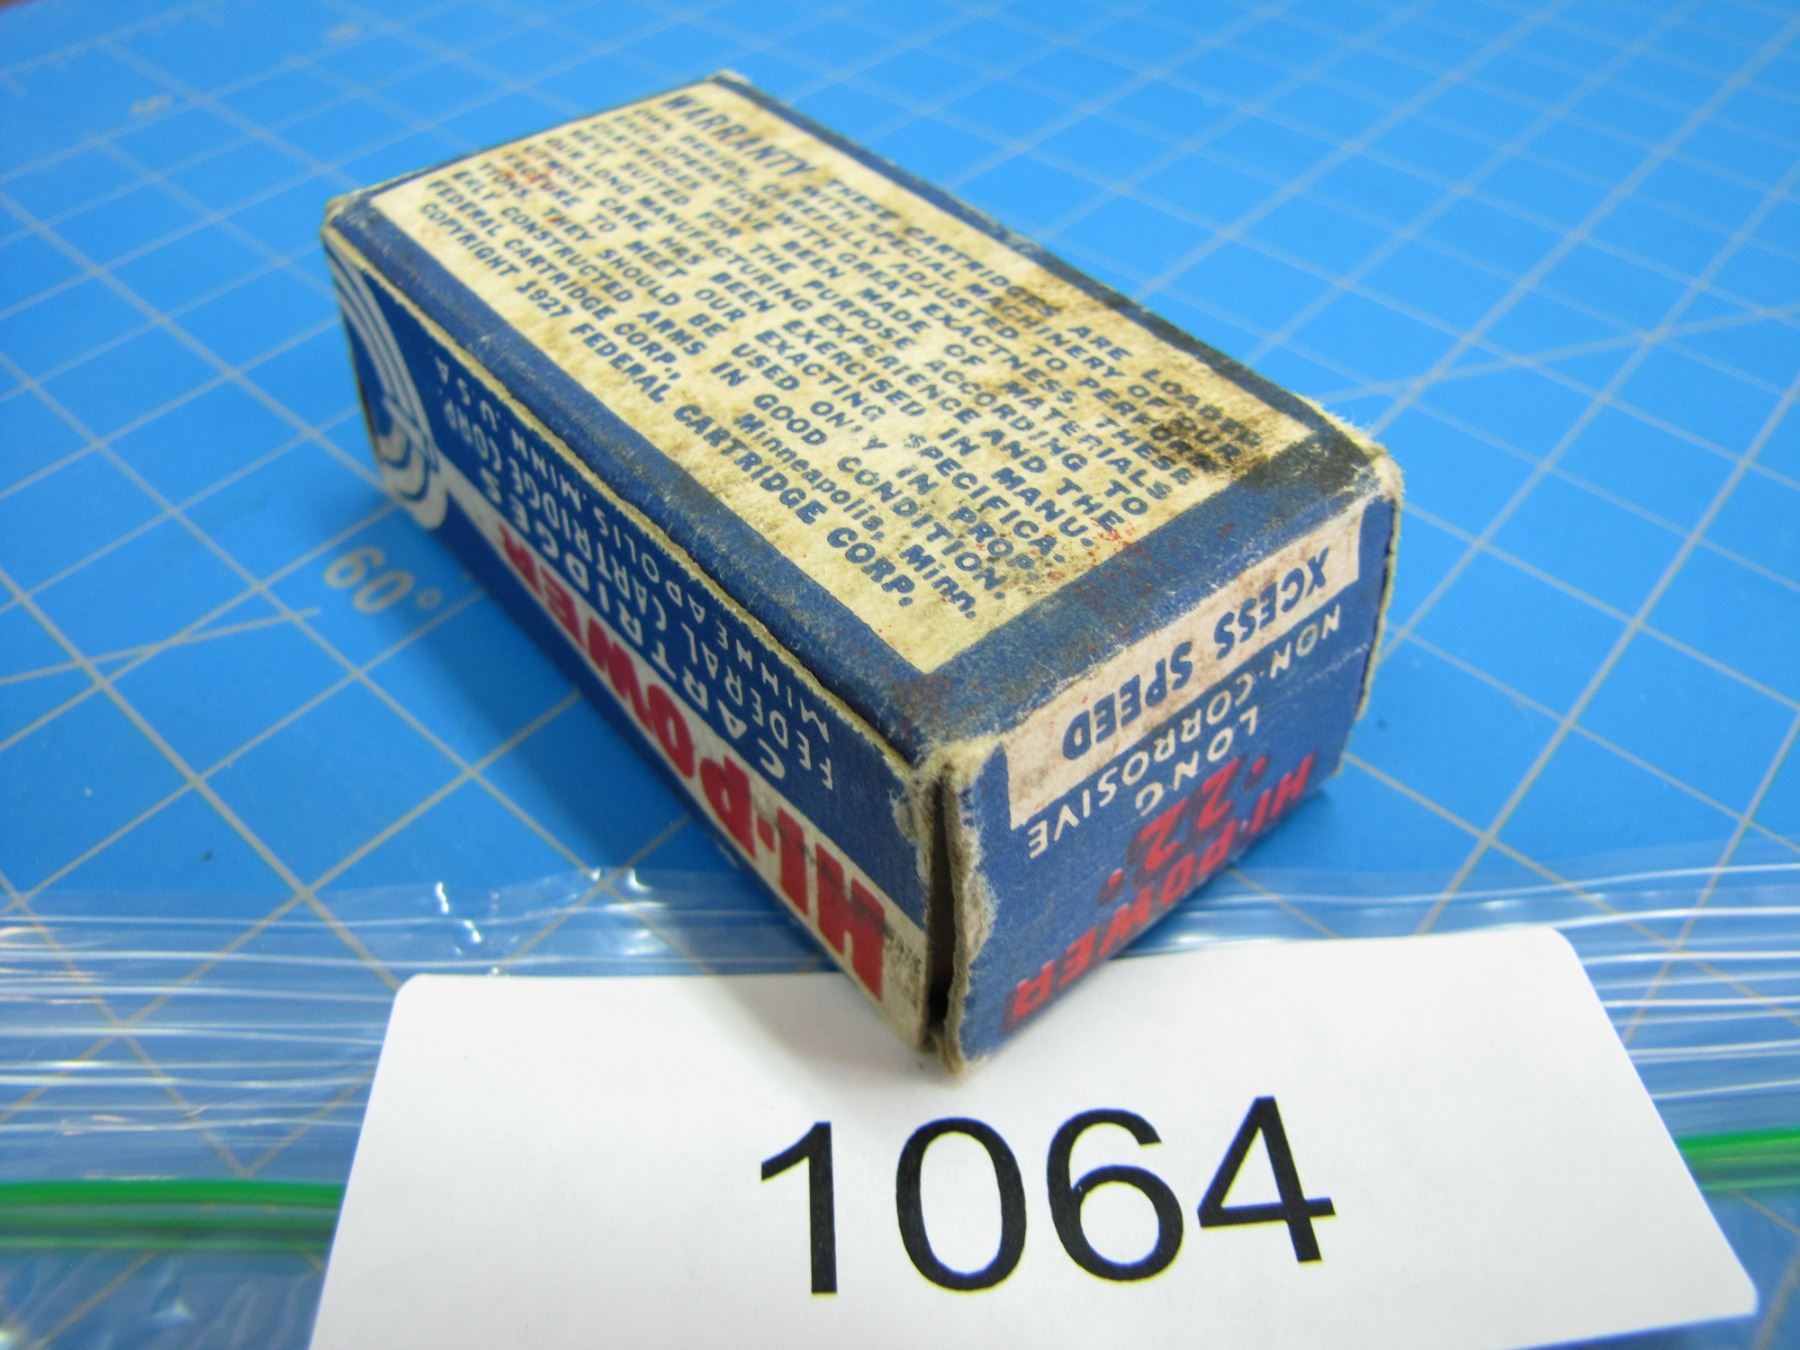 WARRANTY THESE CARTRIDGES ARE LOADED
WITH SPECIAL MACHINERY OF OUR
OWN DESIGN, CAREFULLY ADJUSTED TO PERFORM
EACH OPERATION WITH GREAT EXACTNESS. THESE
CARTRIDGES HAVE BEEN MADE OF MATERIALS
BEST SUITED FOR THE PURPOSE ACCORDING TO
OUR LONG MANUFACTURING EXPERIENCE AND THE
UTMOST CARE HAS BEEN EXERCISED IN MANU-
FACTURE TO MEET OUR EXACTING SPECIFICA-
TIONS. THEY SHOULD BE USED ONLY IN PROP-
ERLY CONSTRUCTED ARMS IN GOOD CONDITION.
FEDERAL CARTRIDGE CORP., Minneapolis, Minn.
COPYRIGHT 1927 FEDERAL CARTRIDGE CORP.
HI-POWER
CARTRIDGES
FEDERAL CARTRIDGE CORP.
MINNEAPOLIS, MINN. U.S.A.
HI-POWER
.22.
LONG
NON-CORROSIVE
XCESS SPEED
60°
1064